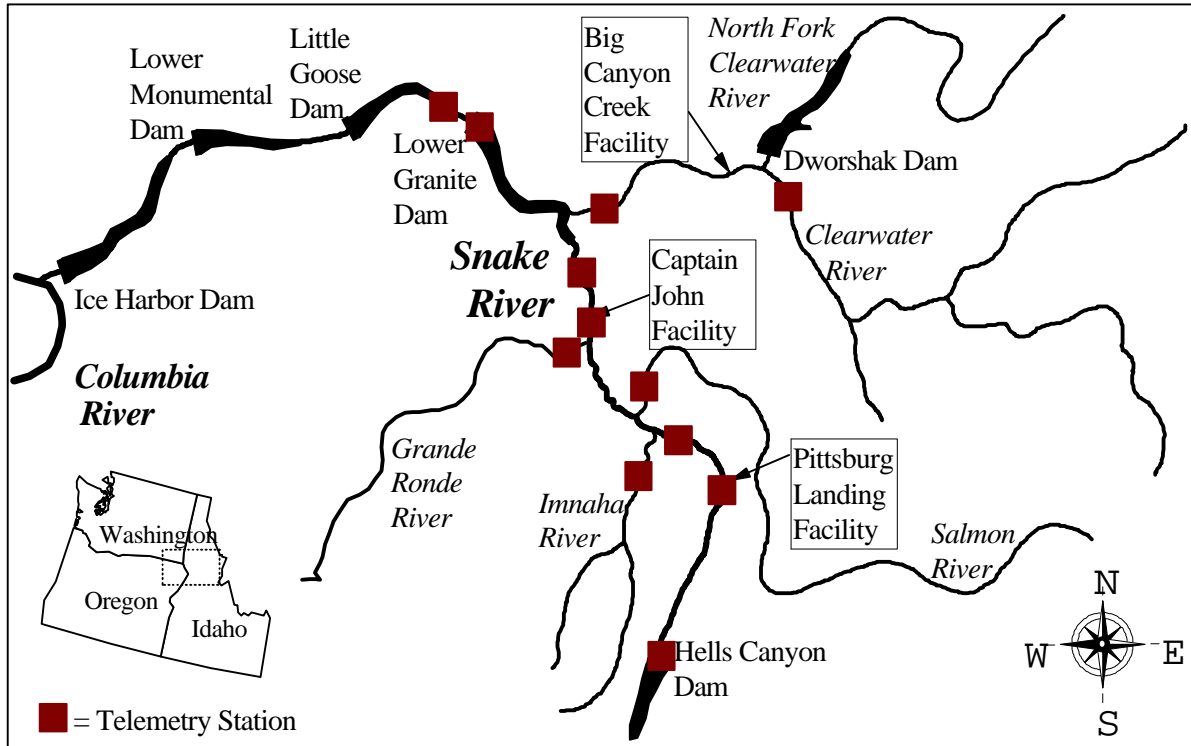 Lower
Monumental
Dam
Little
Goose
Dam
Big
Canyon
Creek
Facility
North Fork
Clearwater
River
Lower
Granite
Dam
Dworshak Dam
Clearwater
River
Snake
River
Captain
John
Facility
Ice Harbor Dam
Columbia
River
Grande
Ronde
River
Imnaha
River
Pittsburg
Landing
Facility
Salmon
River
Washington
Oregon
Idaho
Hells Canyon
Dam
N
W
E
S
= Telemetry Station